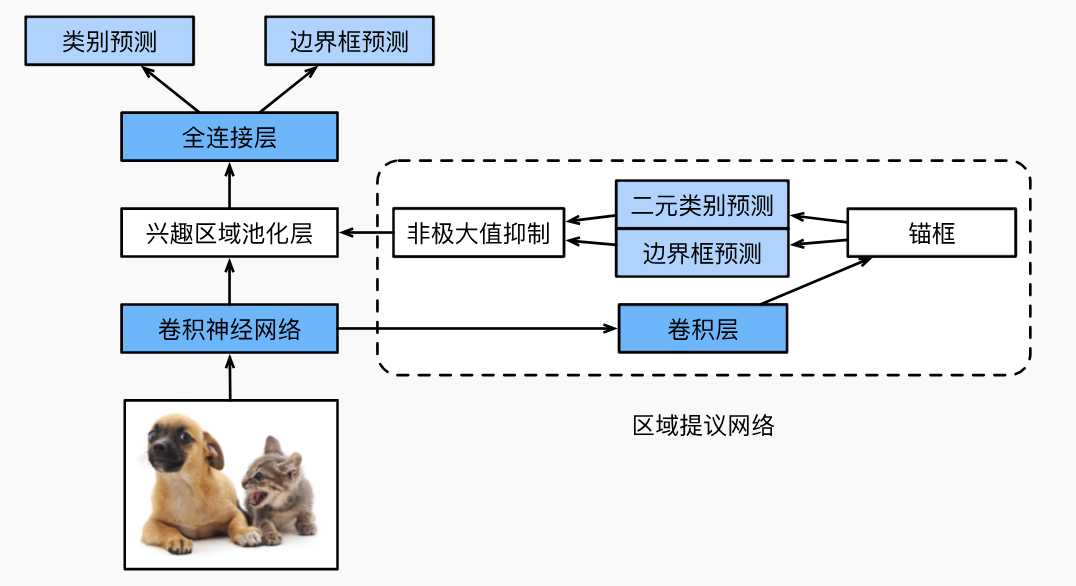 类别预测
边界框预测
全连接层
兴趣区域池化层
非极大值抑制
二元类别预测
边界框预测
锚框
卷积神经网络
卷积层
区域提议网络